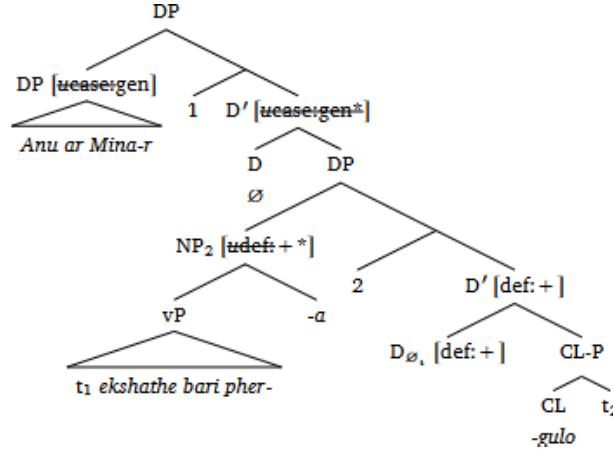 DP
DP [ucase:gen] 1 D′ [ucase:gen*]
Anu ar Mina-r D DP
Ø
NP₂ [udef:+*] 2 D′ [def:+]
vP -a D∅ι [def:+] CL-P
t₁ ekshathe bari pher- CL t₂
-gulo